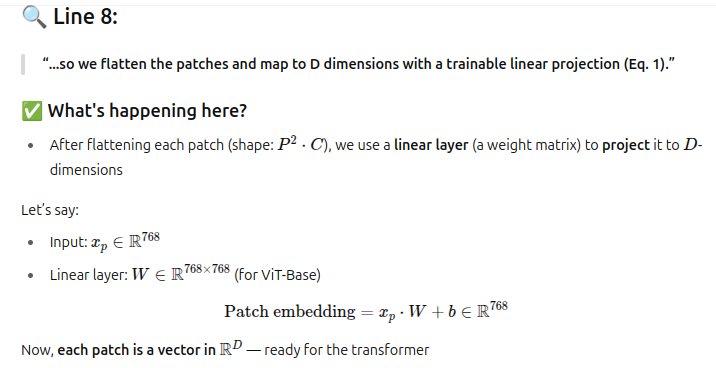 🔍 Line 8:
“...so we flatten the patches and map to D dimensions with a trainable linear projection (Eq. 1).”
✅ What's happening here?
• After flattening each patch (shape: P² · C), we use a linear layer (a weight matrix) to project it to D-
dimensions
Let’s say:
• Input: xₚ ∈ ℝ⁷⁶⁸
• Linear layer: W ∈ ℝ⁷⁶⁸ˣ⁷⁶⁸ (for ViT-Base)
Patch embedding = xₚ · W + b ∈ ℝ⁷⁶⁸
Now, each patch is a vector in ℝᴰ — ready for the transformer